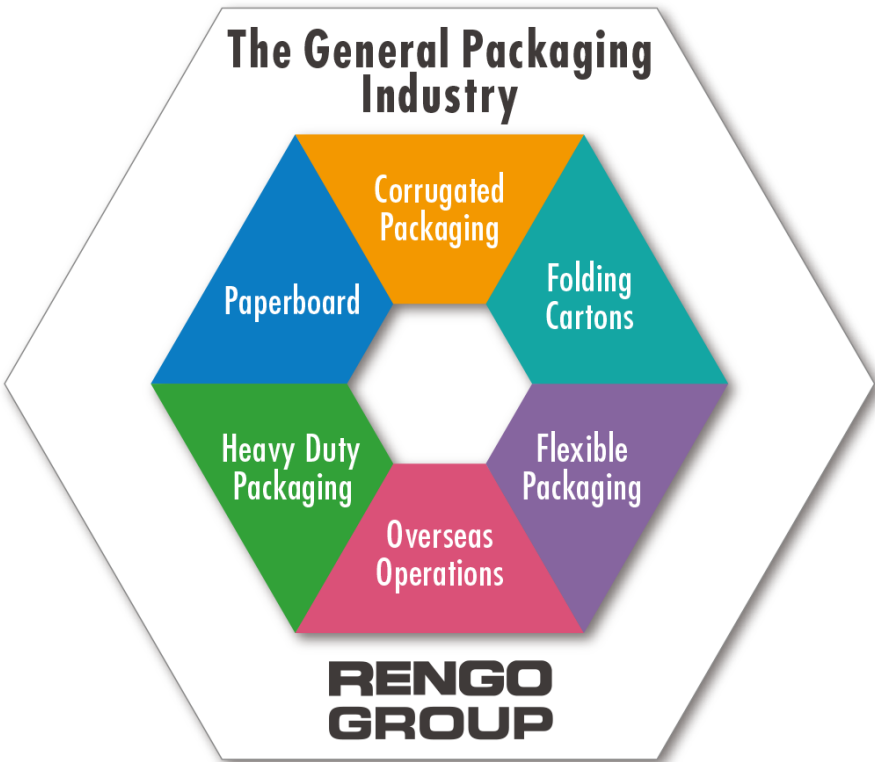 The General Packaging
Industry
Corrugated
Packaging
Paperboard
Folding
Cartons
Heavy Duty
Packaging
Flexible
Packaging
Overseas
Operations
RENGO
GROUP